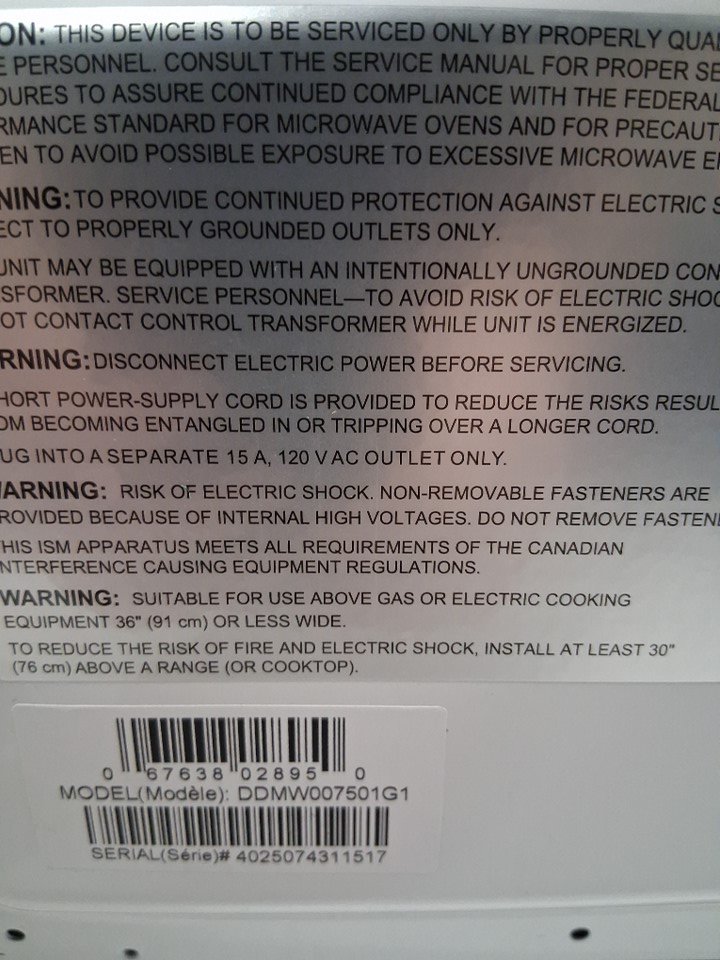 ON: THIS DEVICE IS TO BE SERVICED ONLY BY PROPERLY QUAL
E PERSONNEL. CONSULT THE SERVICE MANUAL FOR PROPER SE
DURES TO ASSURE CONTINUED COMPLIANCE WITH THE FEDERAL
RMANCE STANDARD FOR MICROWAVE OVENS AND FOR PRECAUT
EN TO AVOID POSSIBLE EXPOSURE TO EXCESSIVE MICROWAVE E
NING: TO PROVIDE CONTINUED PROTECTION AGAINST ELECTRIC S
ECT TO PROPERLY GROUNDED OUTLETS ONLY.
UNIT MAY BE EQUIPPED WITH AN INTENTIONALLY UNGROUNDED CON
SFORMER. SERVICE PERSONNEL—TO AVOID RISK OF ELECTRIC SHOC
OT CONTACT CONTROL TRANSFORMER WHILE UNIT IS ENERGIZED.
RNING: DISCONNECT ELECTRIC POWER BEFORE SERVICING.
HORT POWER-SUPPLY CORD IS PROVIDED TO REDUCE THE RISKS RESUL
OM BECOMING ENTANGLED IN OR TRIPPING OVER A LONGER CORD.
UG INTO A SEPARATE 15 A, 120 V AC OUTLET ONLY.
ARNING: RISK OF ELECTRIC SHOCK. NON-REMOVABLE FASTENERS ARE
ROVIDED BECAUSE OF INTERNAL HIGH VOLTAGES. DO NOT REMOVE FASTEN
HIS ISM APPARATUS MEETS ALL REQUIREMENTS OF THE CANADIAN
NTERFERENCE CAUSING EQUIPMENT REGULATIONS.
WARNING: SUITABLE FOR USE ABOVE GAS OR ELECTRIC COOKING
EQUIPMENT 36" (91 cm) OR LESS WIDE.
TO REDUCE THE RISK OF FIRE AND ELECTRIC SHOCK, INSTALL AT LEAST 30"
(76 cm) ABOVE A RANGE (OR COOKTOP).
0 67638 02895 0
MODEL(Modèle): DDMW007501G1
SERIAL(Série)# 4025074311517